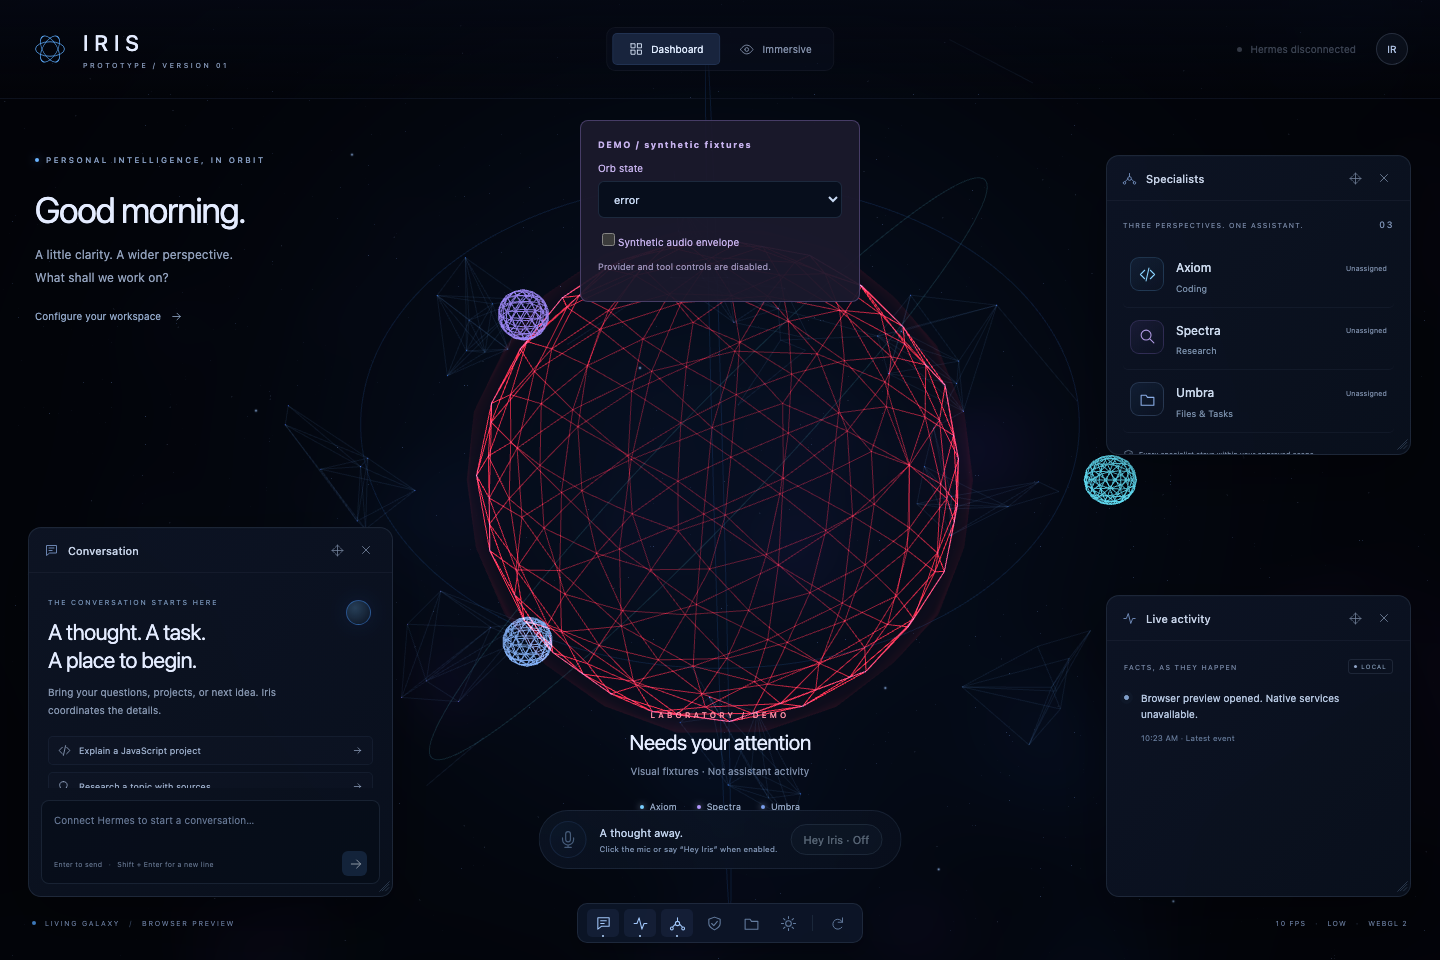 IRIS
PROTOTYPE / VERSION 01
Dashboard
Immersive
Hermes disconnected
IR
PERSONAL INTELLIGENCE, IN ORBIT
Good morning.
A little clarity. A wider perspective.
What shall we work on?
Configure your workspace
DEMO / synthetic fixtures
Orb state
error
Synthetic audio envelope
Provider and tool controls are disabled.
Specialists
THREE PERSPECTIVES. ONE ASSISTANT.
03
Axiom
Unassigned
Coding
Spectra
Unassigned
Research
Umbra
Unassigned
Files & Tasks
Every specialist stays within your approved scope.
Conversation
THE CONVERSATION STARTS HERE
A thought. A task.
A place to begin.
Bring your questions, projects, or next idea. Iris
coordinates the details.
Explain a JavaScript project
Research a topic with sources
Connect Hermes to start a conversation...
Enter to send · Shift + Enter for a new line
LABORATORY / DEMO
Needs your attention
Visual fixtures · Not assistant activity
Axiom
Spectra
Umbra
A thought away.
Click the mic or say "Hey Iris" when enabled.
Hey Iris · Off
Live activity
FACTS, AS THEY HAPPEN
LOCAL
Browser preview opened. Native services
unavailable.
10:23 AM · Latest event
LIVING GALAXY / BROWSER PREVIEW
10 FPS · LOW · WEBGL 2